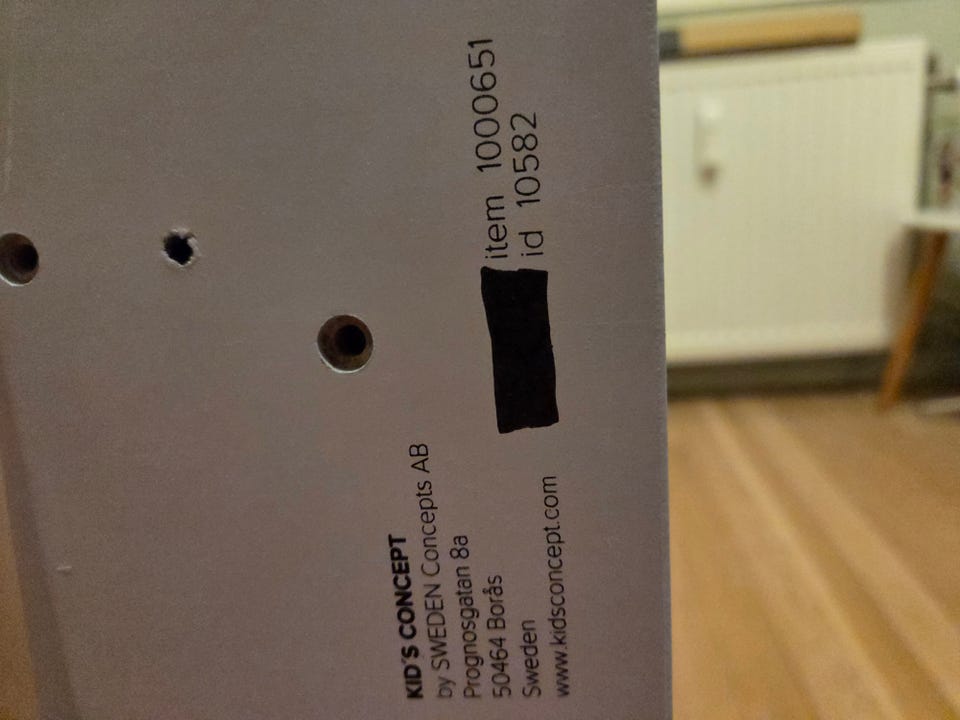 KID'S CONCEPT
by SWEDEN Concepts AB
Prognosgatan 8a
50464 Borås
Sweden
www.kidsconcept.com
item 1000651
id 10582